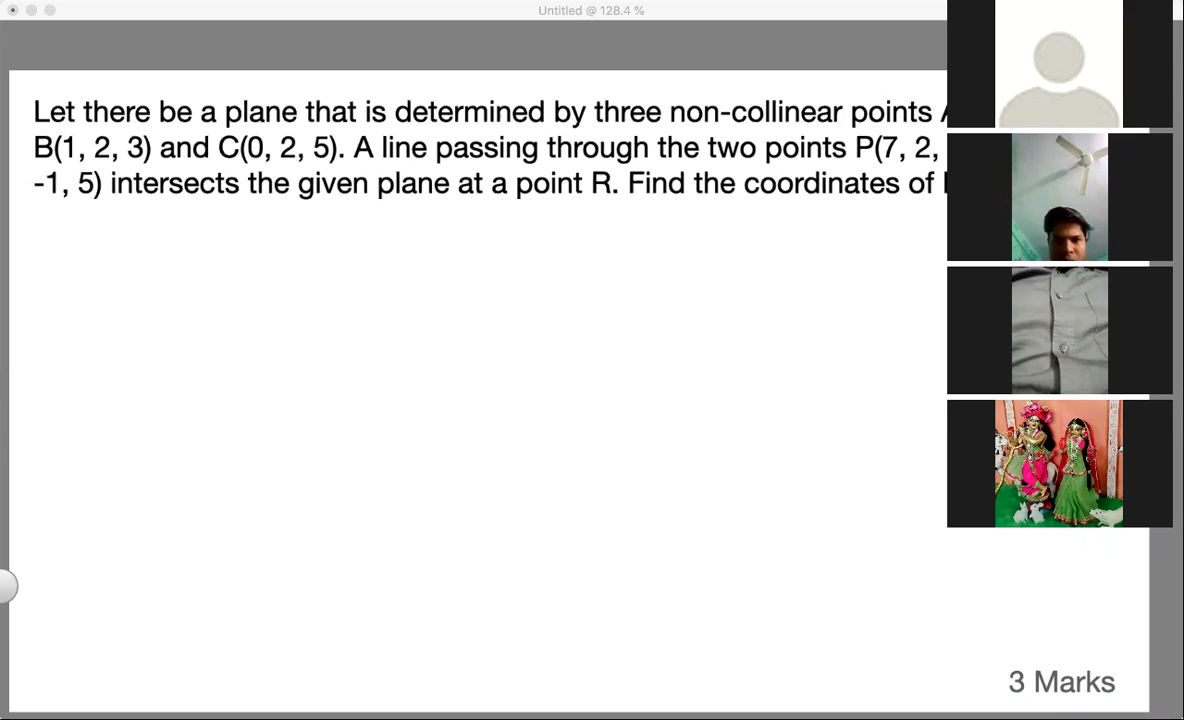 Untitled @ 128.4 %
Let there be a plane that is determined by three non-collinear points
B(1, 2, 3) and C(0, 2, 5). A line passing through the two points P(7, 2,
-1, 5) intersects the given plane at a point R. Find the coordinates of
3 Marks